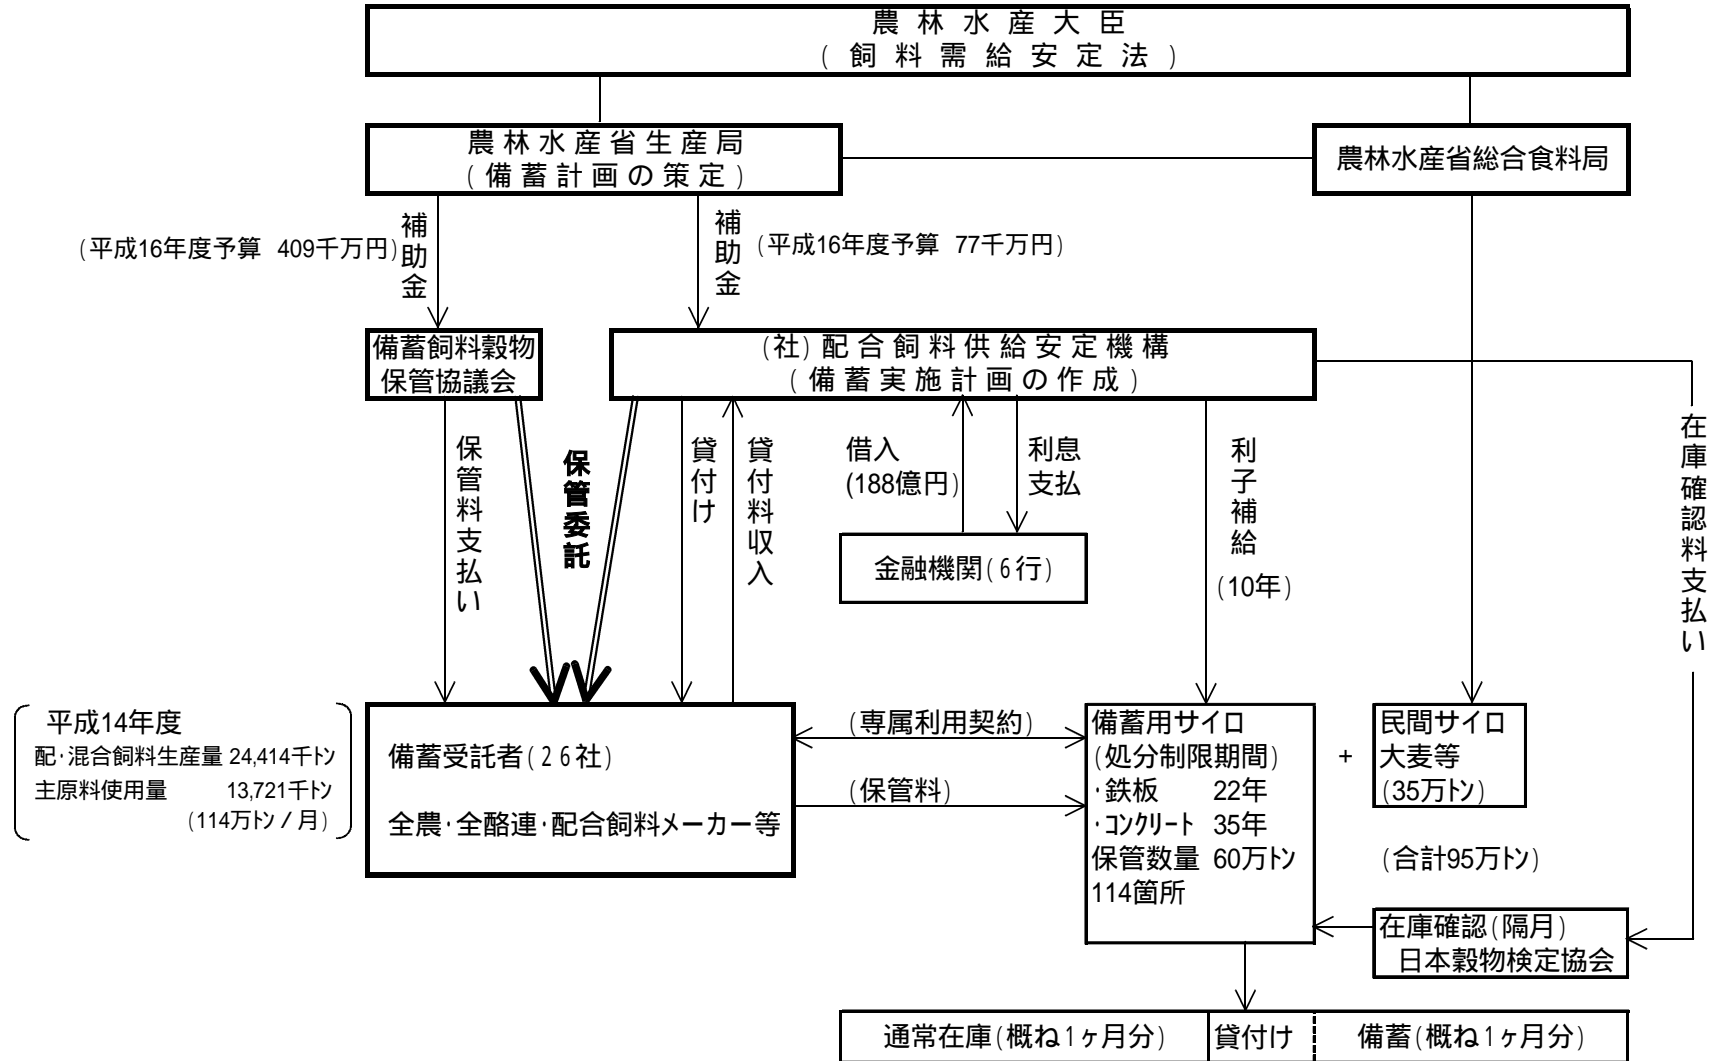 農林水産大臣
(飼料需給安定法)
農林水産省生産局
(備蓄計画の策定)
農林水産省総合食料局
(平成16年度予算 409千万円)
補助金
補助金
(平成16年度予算 77千万円)
備蓄飼料穀物
保管協議会
(社)配合飼料供給安定機構
(備蓄実施計画の作成)
保管料支払い
保管委託
貸付け
貸付料収入
借入
(188億円)
利息
支払
利子補給
(10年)
在庫確認料支払い
金融機関(6行)
平成14年度
配・混合飼料生産量 24,414千トン
主原料使用量 13,721千トン
(114万トン/月)
備蓄受託者(26社)
全農・全酪連・配合飼料メーカー等
(専属利用契約)
(保管料)
備蓄用サイロ
(処分制限期間)
・鉄板 22年
・コンクリート 35年
保管数量 60万トン
114箇所
+
民間サイロ
大麦等
(35万トン)
(合計95万トン)
在庫確認(隔月)
日本穀物検定協会
通常在庫(概ね1ヶ月分)
貸付け
備蓄(概ね1ヶ月分)